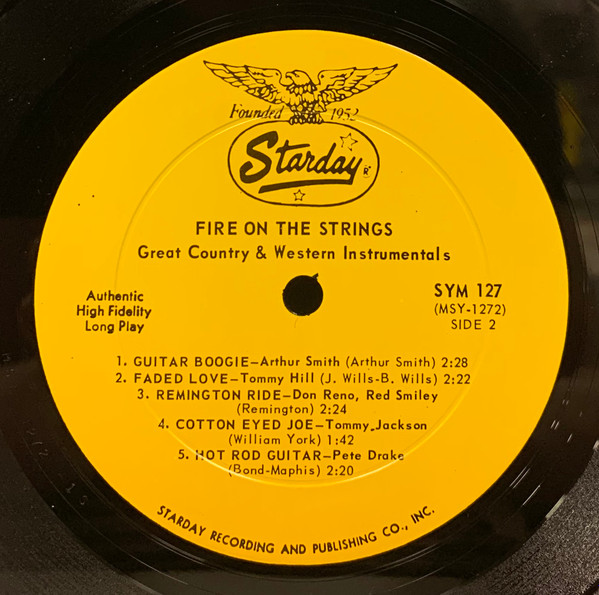 Founded 1952
Starday ®
FIRE ON THE STRINGS
Great Country & Western Instrumentals
Authentic
High Fidelity
Long Play
SYM 127
(MSY-1272)
SIDE 2
1. GUITAR BOOGIE—Arthur Smith (Arthur Smith) 2:28
2. FADED LOVE—Tommy Hill (J. Wills-B. Wills) 2:22
3. REMINGTON RIDE—Don Reno, Red Smiley
(Remington) 2:24
4. COTTON EYED JOE—Tommy Jackson
(William York) 1:42
5. HOT ROD GUITAR—Pete Drake
(Bond-Maphis) 2:20
STARDAY RECORDING AND PUBLISHING CO., INC.